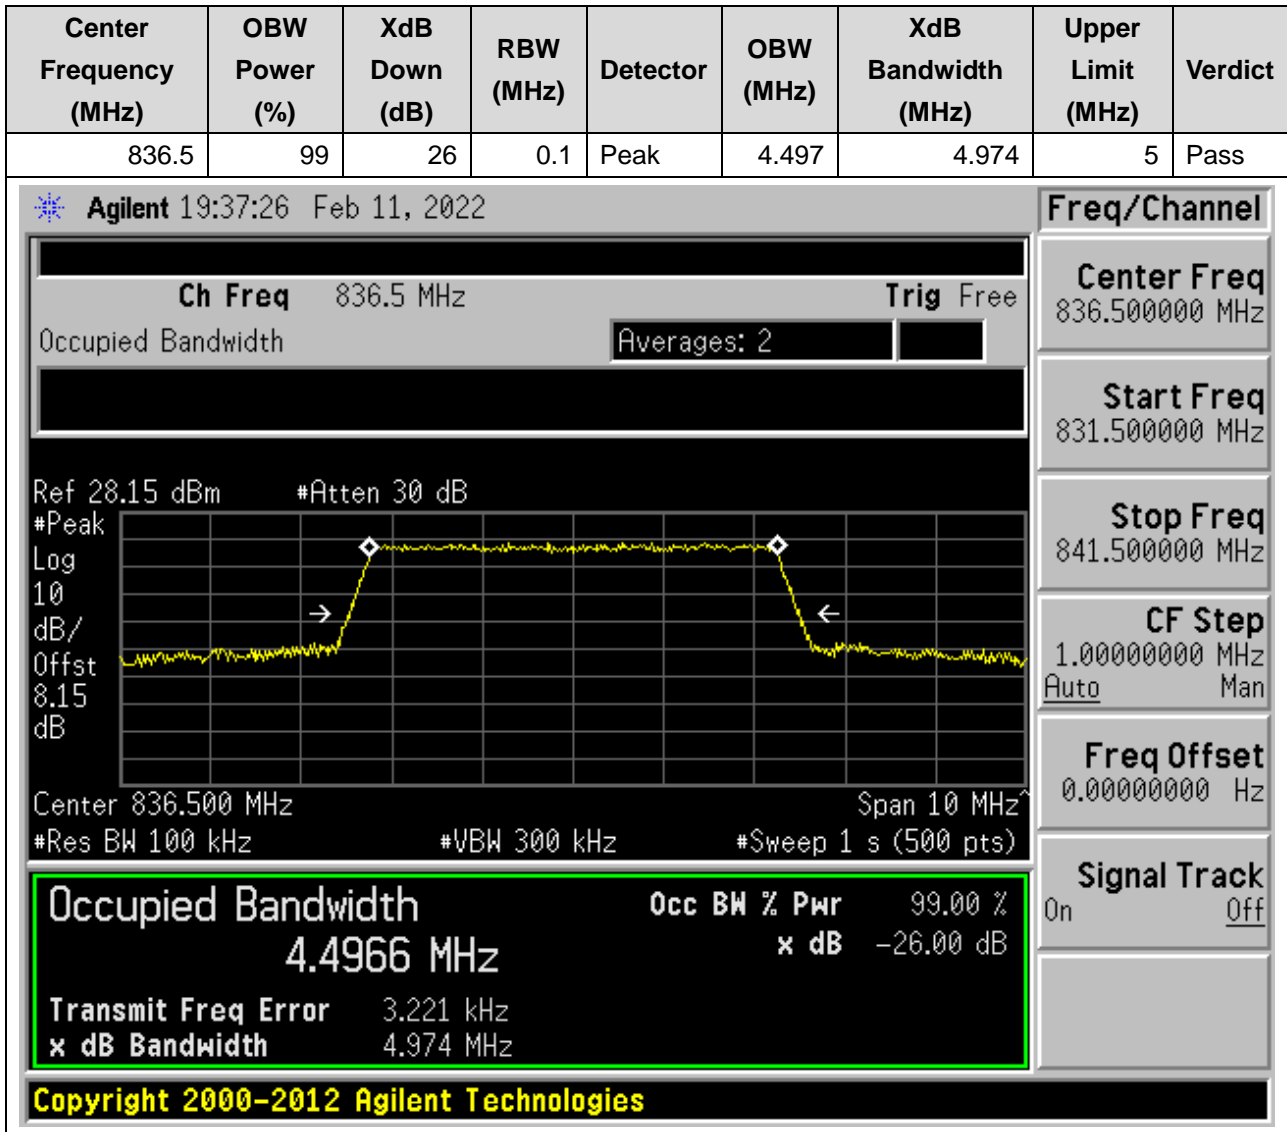 Center Frequency (MHz) OBW Power (%) XdB Down (dB) RBW (MHz) Detector OBW (MHz) XdB Bandwidth (MHz) Upper Limit (MHz) Verdict
836.5 99 26 0.1 Peak 4.497 4.974 5 Pass
Agilent 19:37:26 Feb 11, 2022
Freq/Channel
Ch Freq 836.5 MHz Trig Free
Occupied Bandwidth Averages: 2
Center Freq
836.500000 MHz
Start Freq
831.500000 MHz
Stop Freq
841.500000 MHz
CF Step
1.00000000 MHz
Auto Man
Freq Offset
0.00000000 Hz
Signal Track
On Off
Ref 28.15 dBm #Atten 30 dB
#Peak
Log
10
dB/
Offst
8.15
dB
Center 836.500 MHz Span 10 MHz^
#Res BW 100 kHz #VBW 300 kHz #Sweep 1 s (500 pts)
Occupied Bandwidth Occ BW % Pwr 99.00 %
4.4966 MHz x dB -26.00 dB
Transmit Freq Error 3.221 kHz
x dB Bandwidth 4.974 MHz
Copyright 2000-2012 Agilent Technologies